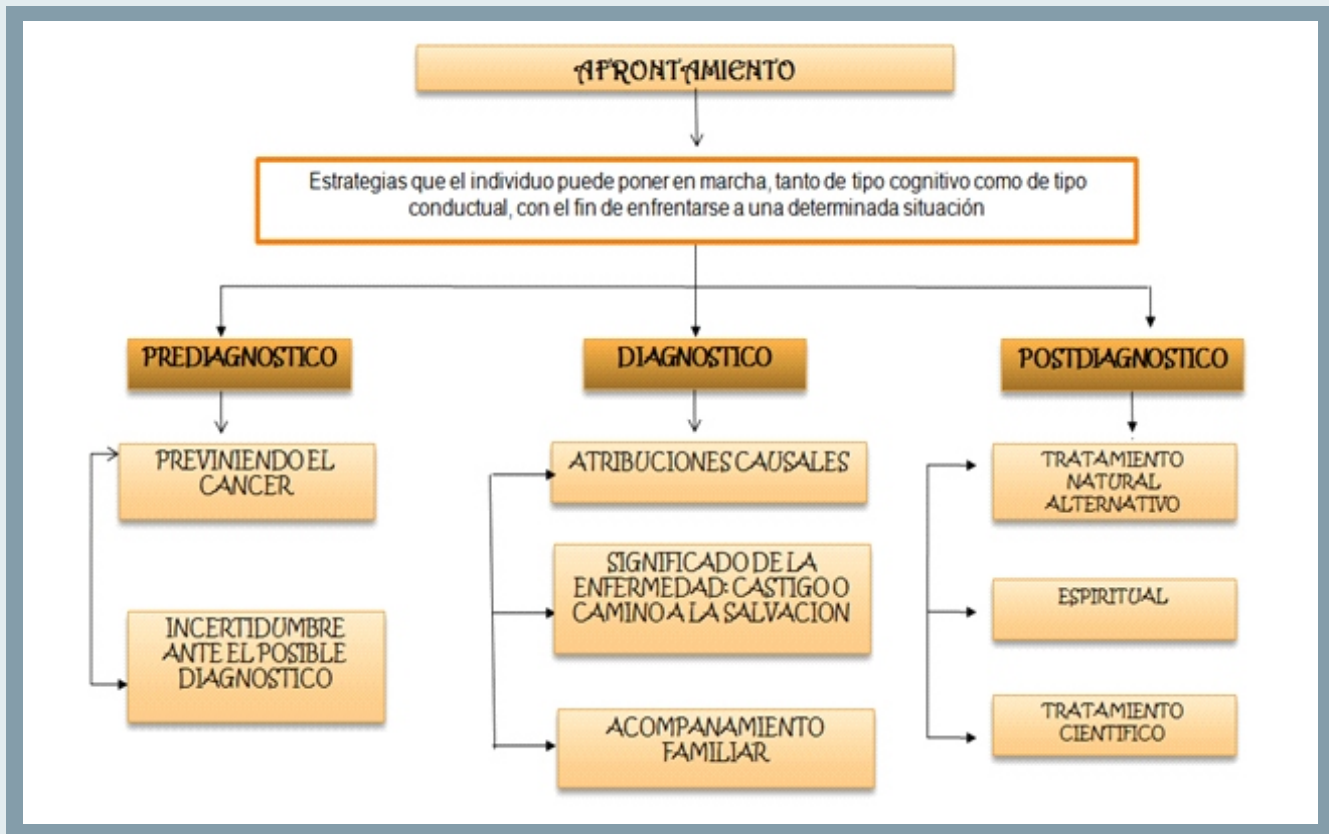 AFRONTAMIENTO
Estrategias que el individuo puede poner en marcha, tanto de tipo cognitivo como de tipo
conductual, con el fin de enfrentarse a una determinada situación
PREDIAGNOSTICO
PREVINIENDO EL
CANCER
INCERTIDUMBRE
ANTE EL POSIBLE
DIAGNOSTICO
DIAGNOSTICO
ATRIBUCIONES CAUSALES
SIGNIFICADO DE LA
ENFERMEDAD: CASTIGO O
CAMINO A LA SALVACION
ACOMPANAMIENTO
FAMILIAR
POSTDIAGNOSTICO
TRATAMIENTO
NATURAL
ALTERNATIVO
ESPIRITUAL
TRATAMIENTO
CIENTIFICO